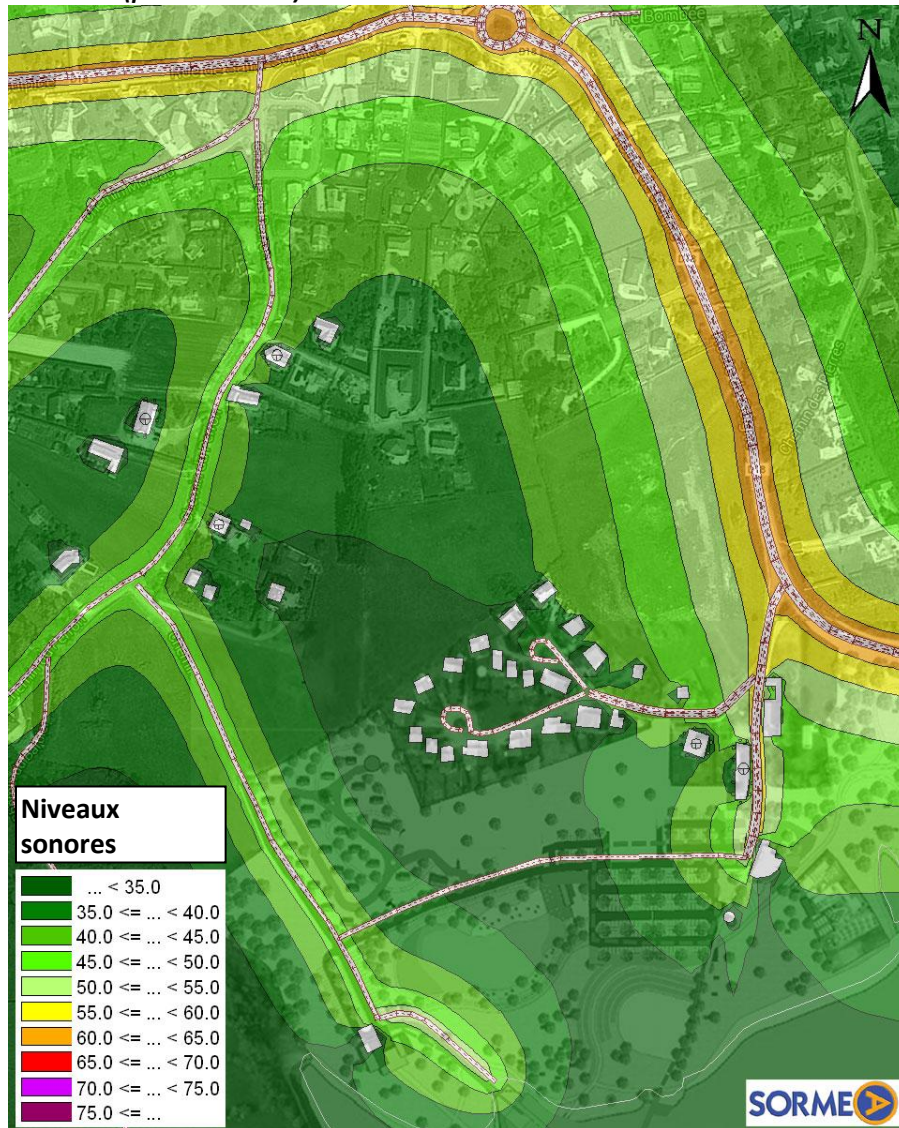 Bombée
N
Niveaux
sonores
... < 35.0
35.0 <= ... < 40.0
40.0 <= ... < 45.0
45.0 <= ... < 50.0
50.0 <= ... < 55.0
55.0 <= ... < 60.0
60.0 <= ... < 65.0
65.0 <= ... < 70.0
70.0 <= ... < 75.0
75.0 <= ...
SORMEA